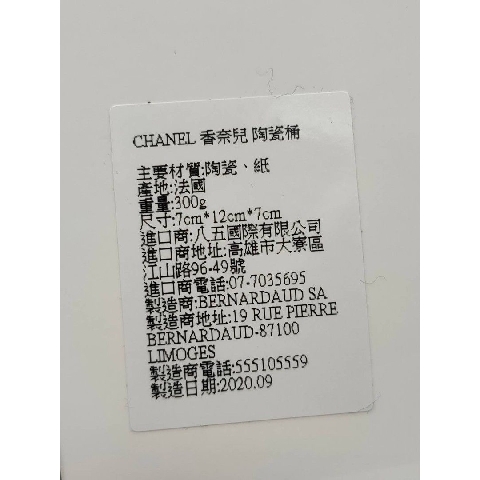 CHANEL 香奈兒 陶瓷桶
主要材質:陶瓷、紙
產地:法國
重量:300g
尺寸:7cm*12cm*7cm
進口商:八五國際有限公司
進口商地址:高雄市大寮區
江山路96-49號
進口商電話:07-7035695
製造商:BERNARDAUD SA
製造商地址:19 RUE PIERRE
BERNARDAUD-87100
LIMOGES
製造商電話:555105559
製造日期:2020.09